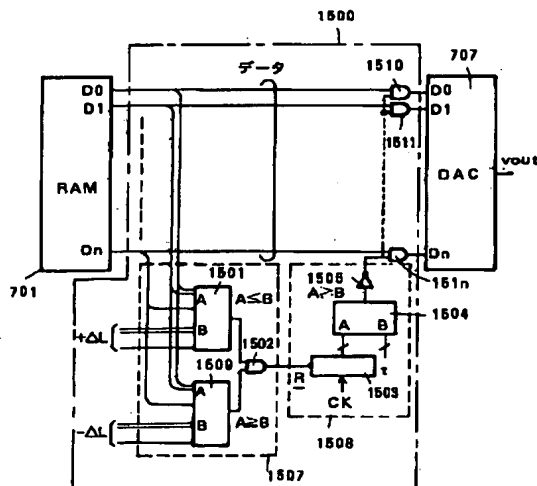 1500
データ
1510
707
D0
D1
D0
D1
1511
RAM
DAC
vout
Dn
Dn
701
1501
1506
151n
A
A≤B
A>B
1504
B
1502
A B
+ΔL
1509
R
τ
A
1503
CK
B
A≥B
-ΔL
1508
1507